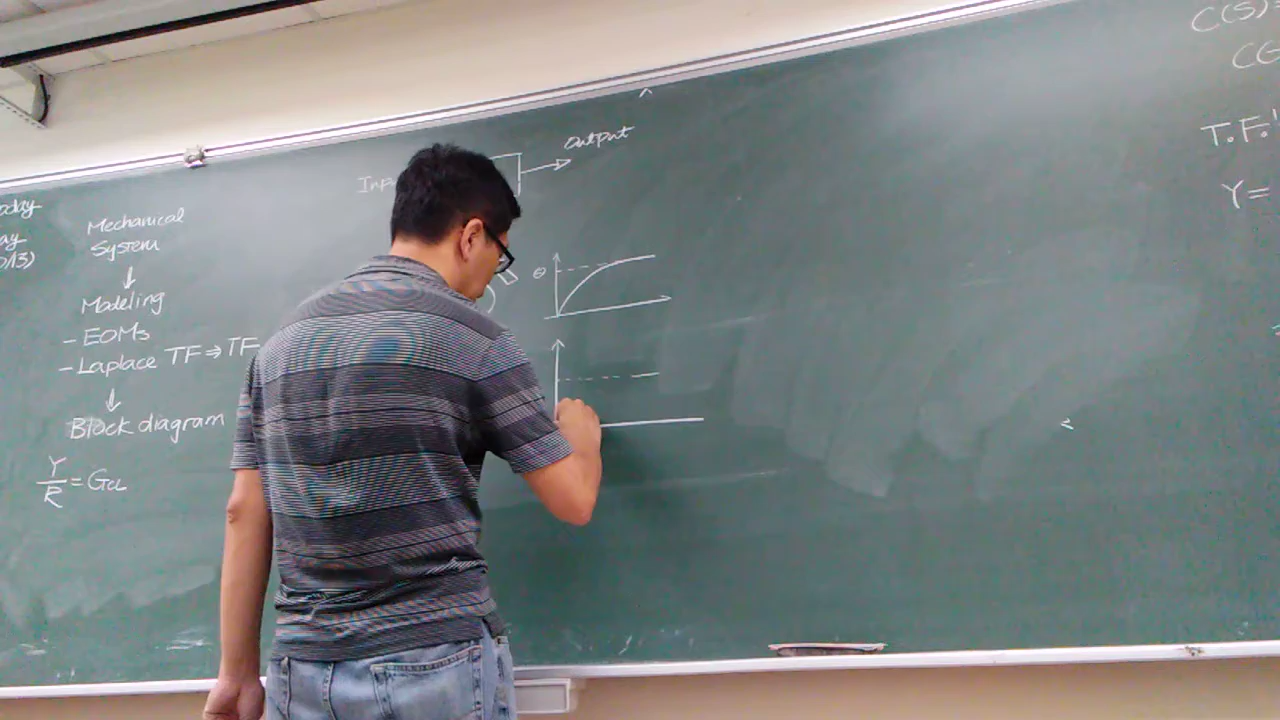 Mechanical
System
↓
Modeling
- EOMs
- Laplace TF ⇒ TF
↓
Block diagram
Y/R = GCL
Output
θ
C(S) =
T.F.
Y =